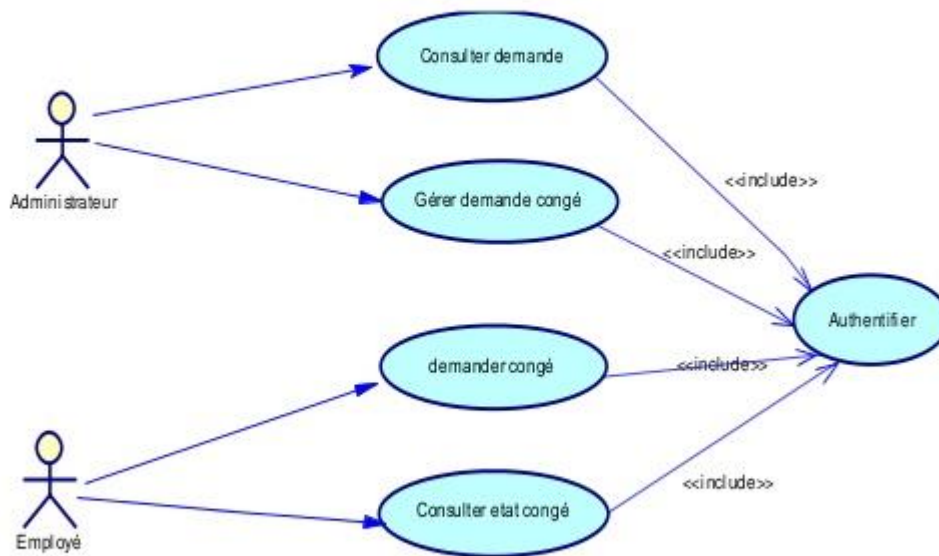 Consulter demande
Administrateur
Gérer demande congé
<<include>>
<<include>>
Authentifier
demander congé
<<include>>
Consulter etat congé
<<include>>
Employé